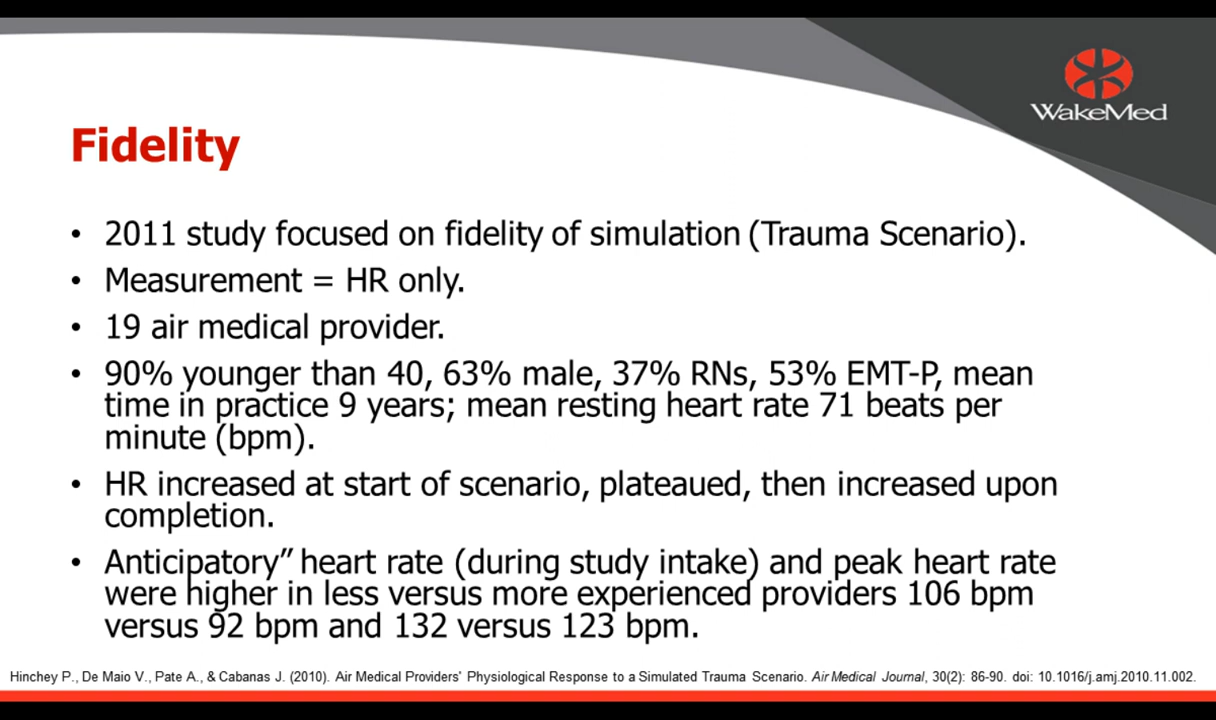 WakeMed
Fidelity
• 2011 study focused on fidelity of simulation (Trauma Scenario).
• Measurement = HR only.
• 19 air medical provider.
• 90% younger than 40, 63% male, 37% RNs, 53% EMT-P, mean
time in practice 9 years; mean resting heart rate 71 beats per
minute (bpm).
• HR increased at start of scenario, plateaued, then increased upon
completion.
• Anticipatory” heart rate (during study intake) and peak heart rate
were higher in less versus more experienced providers 106 bpm
versus 92 bpm and 132 versus 123 bpm.
Hinchey P., De Maio V., Pate A., & Cabanas J. (2010). Air Medical Providers' Physiological Response to a Simulated Trauma Scenario. Air Medical Journal, 30(2): 86-90. doi: 10.1016/j.amj.2010.11.002.